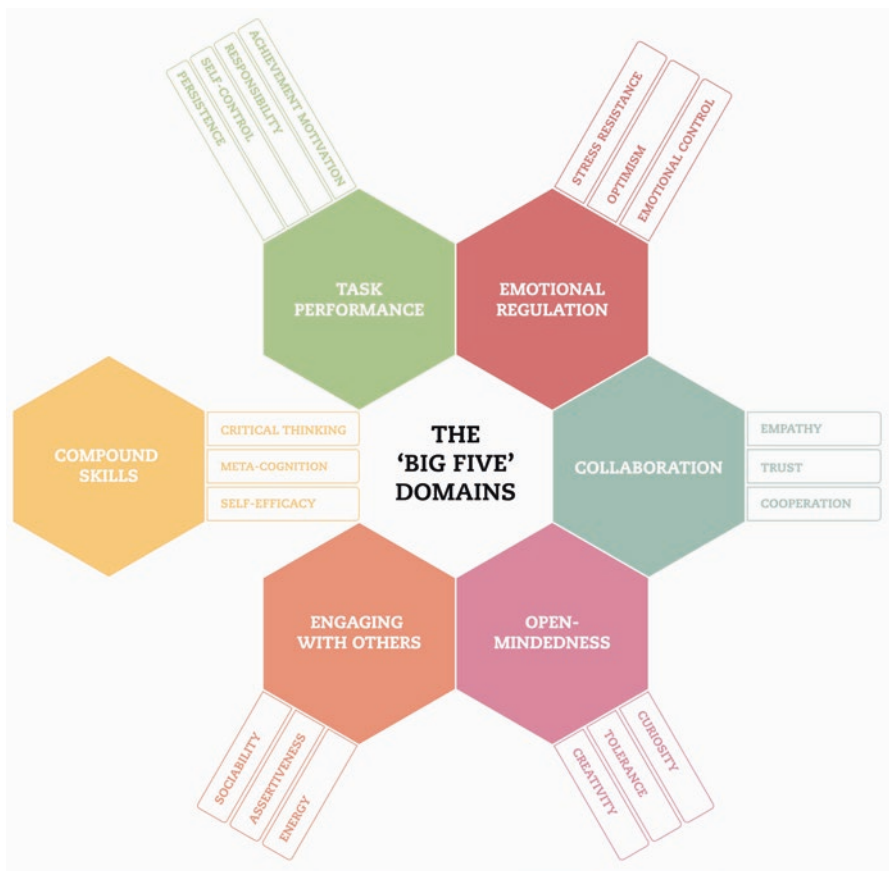 ACHIEVEMENT MOTIVATION
RESPONSIBILITY
SELF-CONTROL
PERSISTENCE
STRESS RESISTANCE
OPTIMISM
EMOTIONAL CONTROL
TASK
PERFORMANCE
EMOTIONAL
REGULATION
COMPOUND
SKILLS
CRITICAL THINKING
META-COGNITION
SELF-EFFICACY
THE
‘BIG FIVE’
DOMAINS
COLLABORATION
EMPATHY
TRUST
COOPERATION
ENGAGING
WITH OTHERS
OPEN-
MINDEDNESS
SOCIABILITY
ASSERTIVENESS
ENERGY
CREATIVITY
TOLERANCE
CURIOSITY